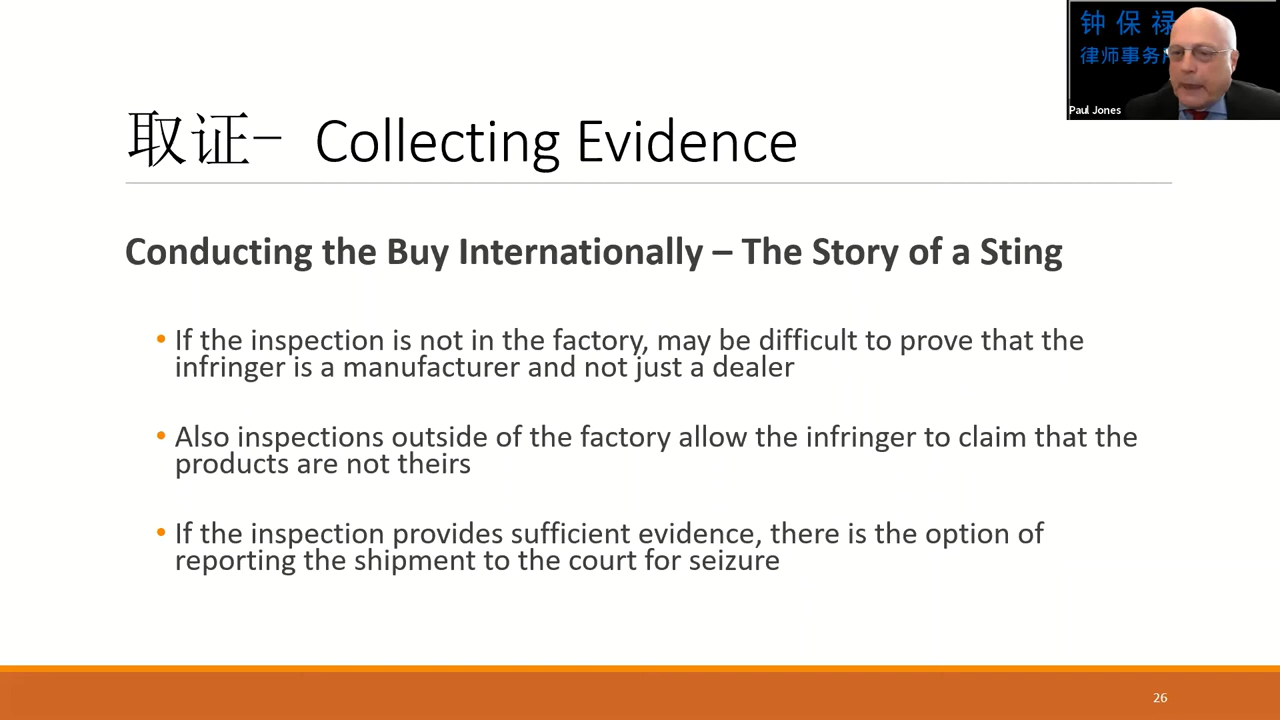 钟保禄
律师事务
Paul Jones
取证– Collecting Evidence
Conducting the Buy Internationally – The Story of a Sting
• If the inspection is not in the factory, may be difficult to prove that the
infringer is a manufacturer and not just a dealer
• Also inspections outside of the factory allow the infringer to claim that the
products are not theirs
• If the inspection provides sufficient evidence, there is the option of
reporting the shipment to the court for seizure
26